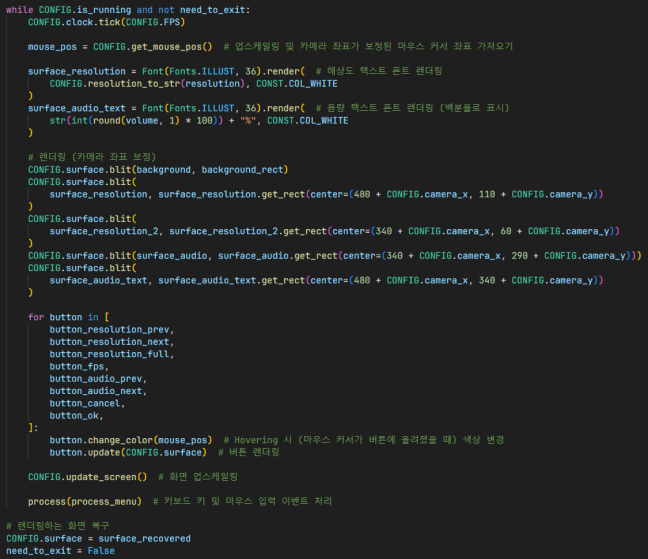 while CONFIG.is_running and not need_to_exit:
    CONFIG.clock.tick(CONFIG.FPS)

    mouse_pos = CONFIG.get_mouse_pos()  # 업스케일링 및 카메라 좌표가 보정된 마우스 커서 좌표 가져오기

    surface_resolution = Font(Fonts.ILLUST, 36).render(  # 해상도 텍스트 폰트 렌더링
        CONFIG.resolution_to_str(resolution), CONST.COL_WHITE
    )
    surface_audio_text = Font(Fonts.ILLUST, 36).render(  # 음량 텍스트 폰트 렌더링 (백분율로 표시)
        str(int(round(volume, 1) * 100)) + "%", CONST.COL_WHITE
    )

    # 렌더링 (카메라 좌표 보정)
    CONFIG.surface.blit(background, background_rect)
    CONFIG.surface.blit(
        surface_resolution, surface_resolution.get_rect(center=(480 + CONFIG.camera_x, 110 + CONFIG.camera_y))
    )
    CONFIG.surface.blit(
        surface_resolution_2, surface_resolution_2.get_rect(center=(340 + CONFIG.camera_x, 60 + CONFIG.camera_y))
    )
    CONFIG.surface.blit(surface_audio, surface_audio.get_rect(center=(340 + CONFIG.camera_x, 290 + CONFIG.camera_y)))
    CONFIG.surface.blit(
        surface_audio_text, surface_audio_text.get_rect(center=(480 + CONFIG.camera_x, 340 + CONFIG.camera_y))
    )

    for button in [
        button_resolution_prev,
        button_resolution_next,
        button_resolution_full,
        button_fps,
        button_audio_prev,
        button_audio_next,
        button_cancel,
        button_ok,
    ]:
        button.change_color(mouse_pos)  # Hovering 시 (마우스 커서가 버튼에 올려졌을 때) 색상 변경
        button.update(CONFIG.surface)  # 버튼 렌더링

    CONFIG.update_screen()  # 화면 업스케일링

    process(process_menu)  # 키보드 키 및 마우스 입력 이벤트 처리

# 렌더링하는 화면 복구
CONFIG.surface = surface_recovered
need_to_exit = False